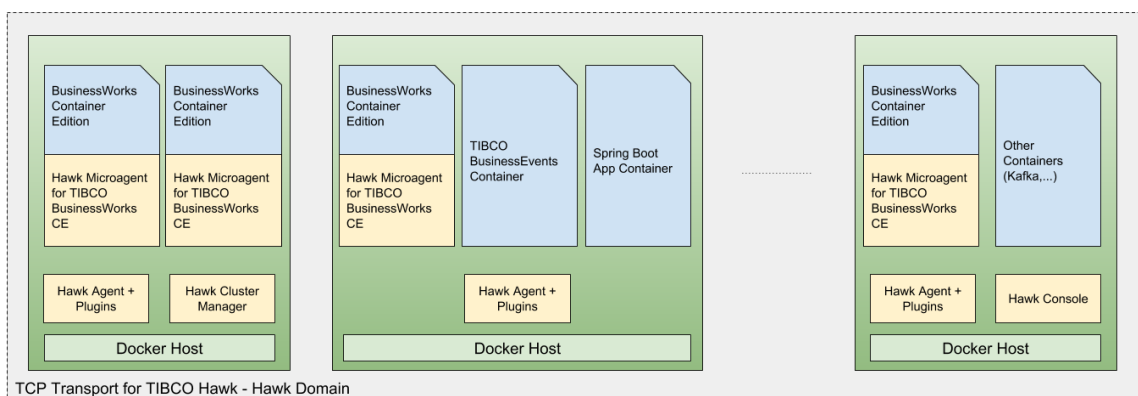 BusinessWorks
Container
Edition
Hawk Microagent
for TIBCO
BusinessWorks
CE
BusinessWorks
Container
Edition
Hawk Microagent
for TIBCO
BusinessWorks
CE
Hawk Agent +
Plugins
Hawk Cluster
Manager
Docker Host
BusinessWorks
Container
Edition
Hawk Microagent
for TIBCO
BusinessWorks
CE
TIBCO
BusinessEvents
Container
Spring Boot
App Container
Hawk Agent +
Plugins
Docker Host
BusinessWorks
Container
Edition
Hawk Microagent
for TIBCO
BusinessWorks
CE
Other
Containers
(Kafka,...)
Hawk Agent +
Plugins
Hawk Console
Docker Host
TCP Transport for TIBCO Hawk - Hawk Domain